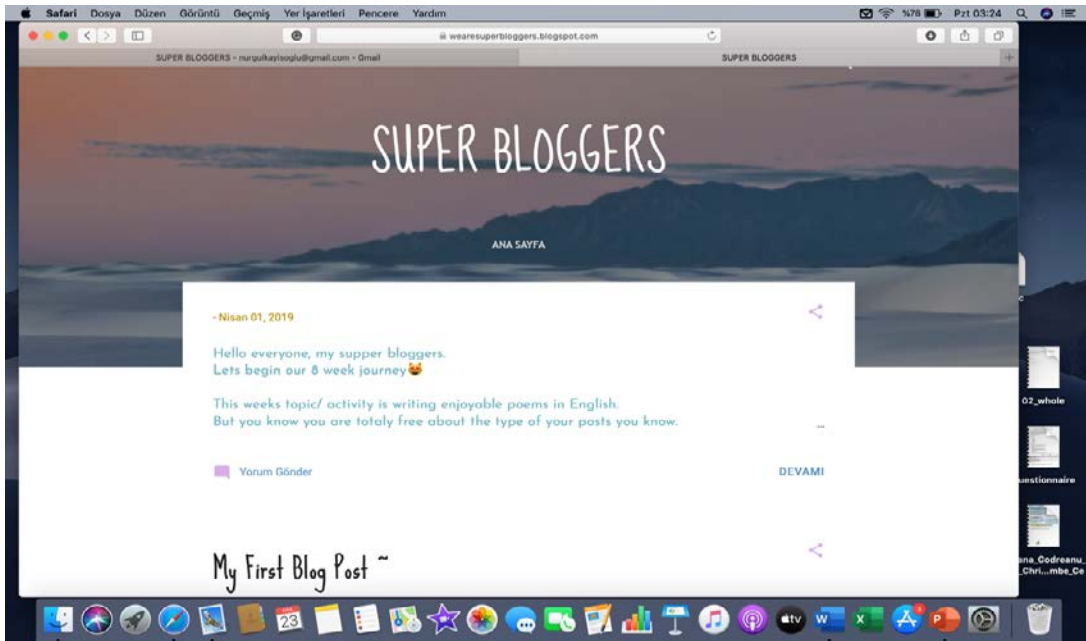 Safari Dosya Düzen Görüntü Geçmiş Yer İşaretleri Pencere Yardım
%78 Pzt 03:24
wearesuperbloggers.blogspot.com
SUPER BLOGGERS - nurgulkayisoglu@gmail.com - Gmail
SUPER BLOGGERS
SUPER BLOGGERS
ANA SAYFA
- Nisan 01, 2019
Hello everyone, my supper bloggers.
Lets begin our 8 week journey😻
This weeks topic/ activity is writing enjoyable poems in English.
But you know you are totaly free about the type of your posts you know.
...
Yorum Gönder
DEVAMI
My First Blog Post ~
02_whole
uestionnaire
ana_Codreanu_
_Chri...mbe_Ce
23
tv
W
X
P